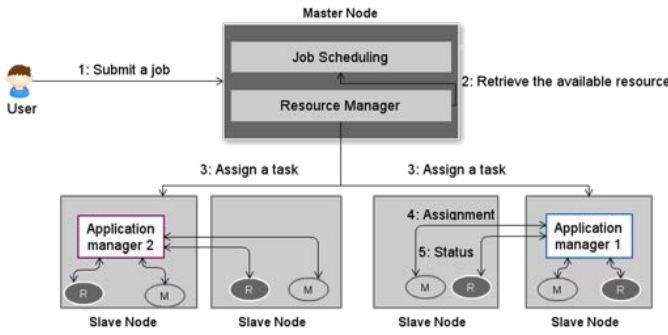 Master Node
Job Scheduling
1: Submit a job
2: Retrieve the available resource
User
Resource Manager
3: Assign a task
3: Assign a task
Application
manager 2
4: Assignment
Application
manager 1
5: Status
R
M
R
M
M
R
M
R
Slave Node
Slave Node
Slave Node
Slave Node